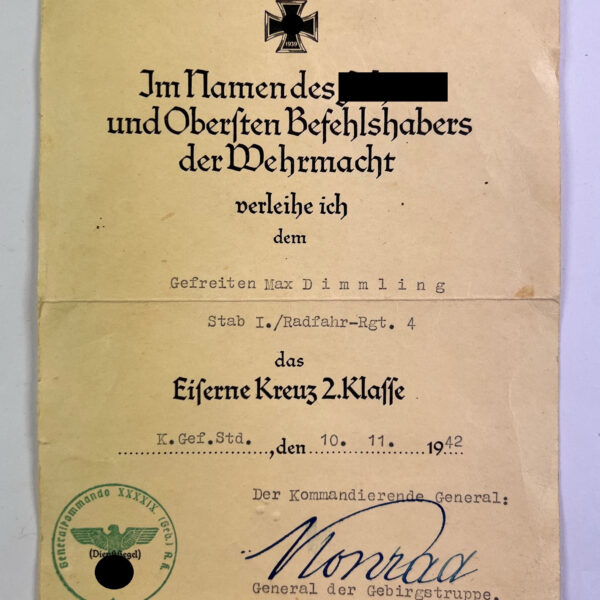 1939
Im Namen des
und Obersten Befehlshabers
der Wehrmacht
verleihe ich
dem
Gefreiten Max Dimmling
Stab I./Radfahr-Rgt. 4
das
Eiserne Kreuz 2. Klasse
K.Gef.Std. , den 10. 11. 1942
Generalkommando XXXXIX. (Geb.) A.K.
(Dienstsiegel)
Der Kommandierende General:
Konrad
General der Gebirgstruppe.